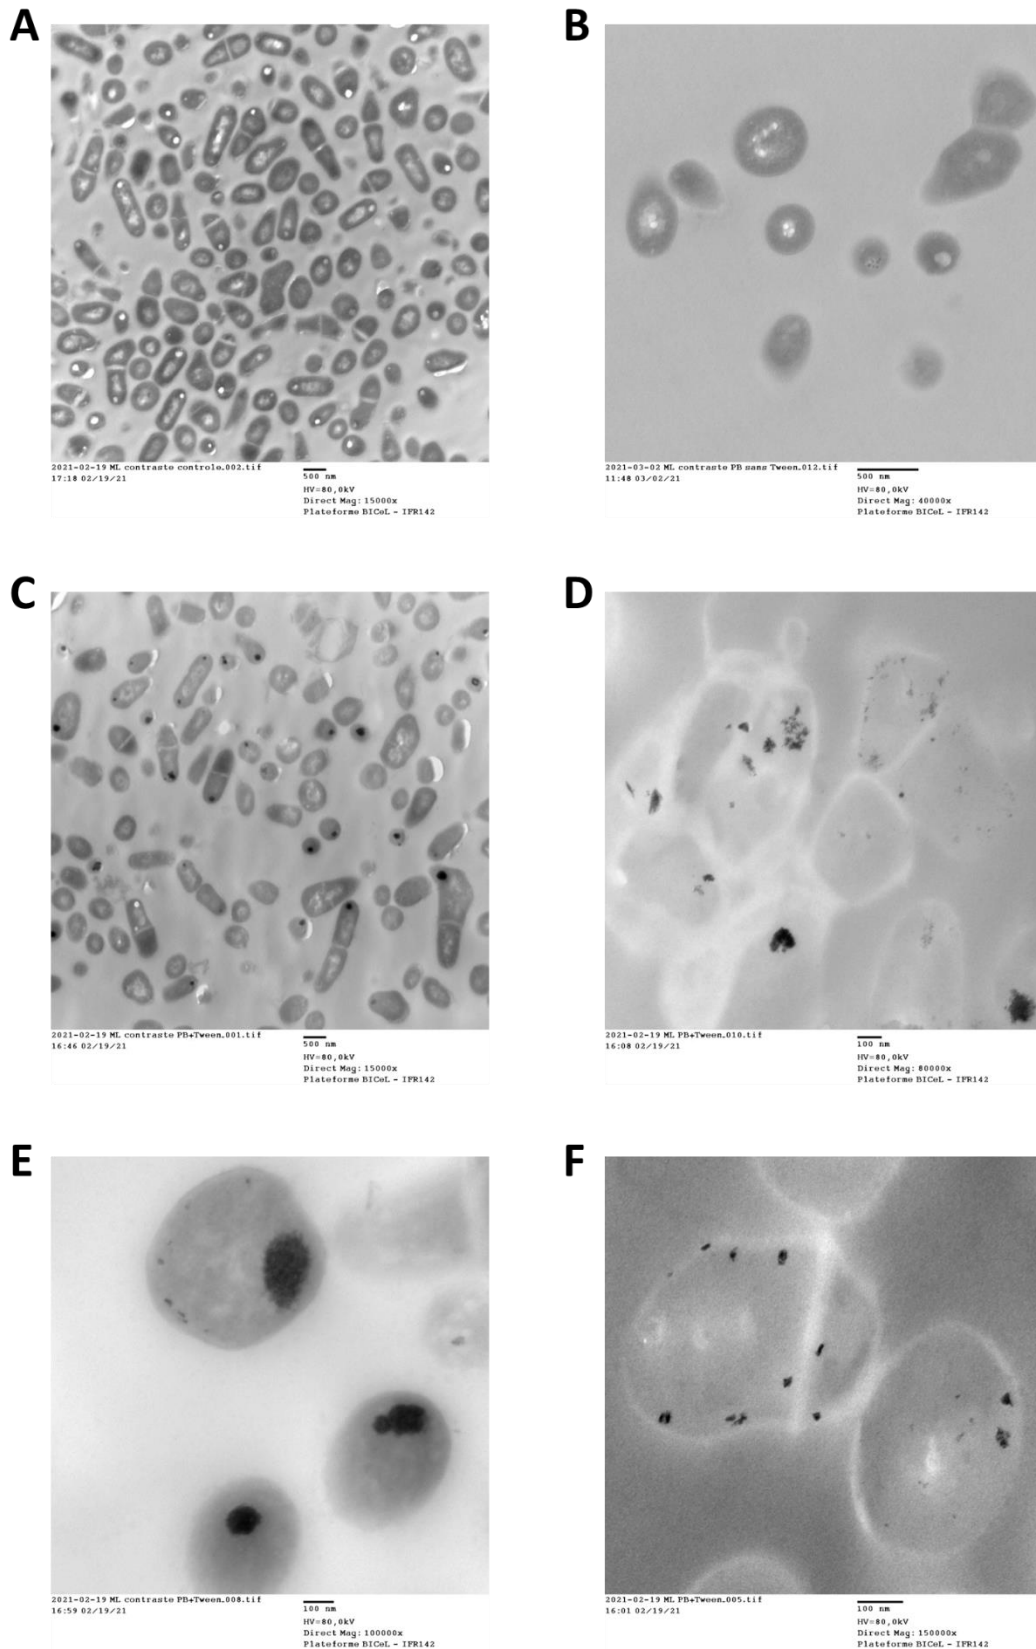 A
B
2021-02-19 ML contraste controle.002.tif
17:18 02/19/21
500 nm
HV=80,0kV
Direct Mag: 15000x
Plateforme BICeL - IFR142
2021-03-02 ML contraste PB sans Tween.012.tif
11:48 03/02/21
500 nm
HV=80,0kV
Direct Mag: 40000x
Plateforme BICeL - IFR142
C
D
2021-02-19 ML contraste PB+Tween.001.tif
16:46 02/19/21
500 nm
HV=80,0kV
Direct Mag: 15000x
Plateforme BICeL - IFR142
2021-02-19 ML PB+Tween.010.tif
16:08 02/19/21
100 nm
HV=80,0kV
Direct Mag: 80000x
Plateforme BICeL - IFR142
E
F
2021-02-19 ML contraste PB+Tween.008.tif
16:59 02/19/21
100 nm
HV=80,0kV
Direct Mag: 100000x
Plateforme BICeL - IFR142
2021-02-19 ML PB+Tween.005.tif
16:01 02/19/21
100 nm
HV=80,0kV
Direct Mag: 150000x
Plateforme BICeL - IFR142